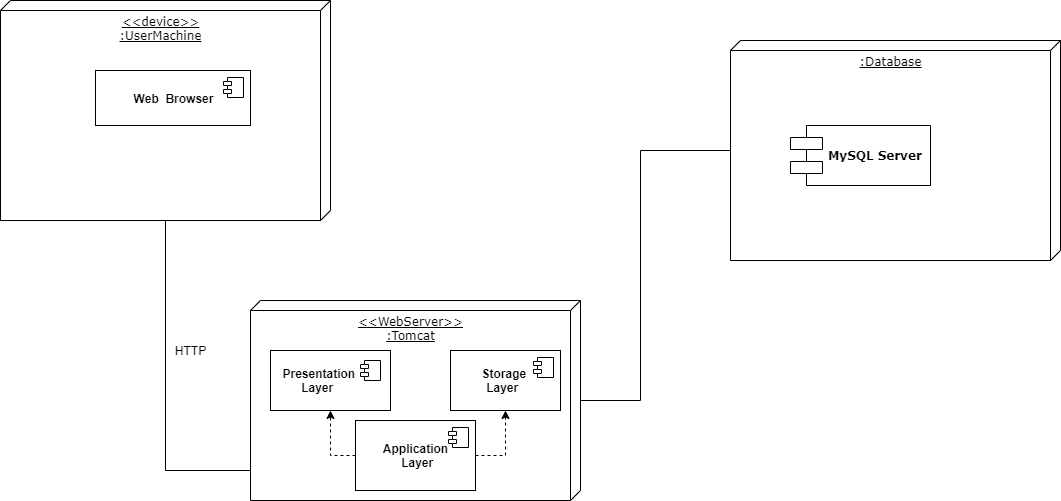 <<device>>
:UserMachine
Web Browser
:Database
MySQL Server
HTTP
<<WebServer>>
:Tomcat
Presentation
Layer
Storage
Layer
Application
Layer